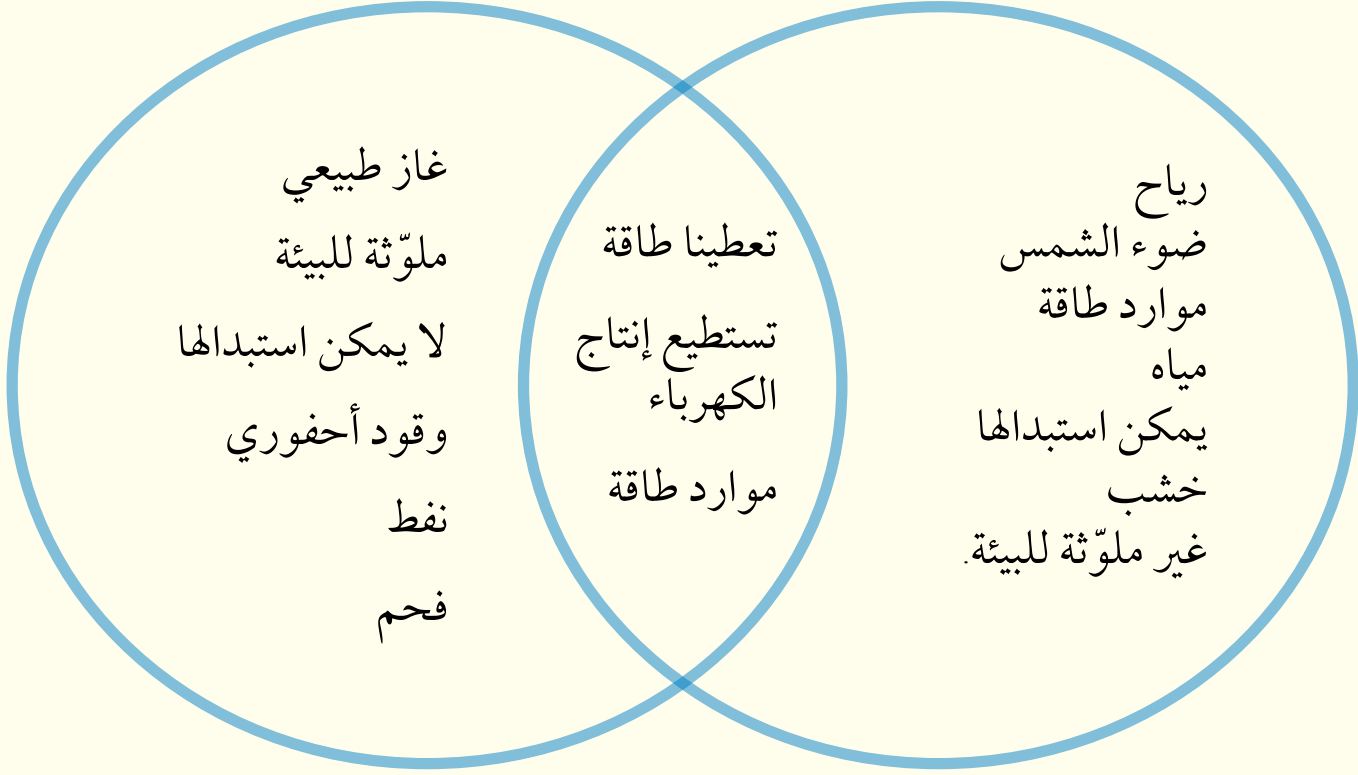 رياح
ضوء الشمس
موارد طاقة
مياه
يمكن استبدالها
خشب
غير ملوّثة للبيئة.
تعطينا طاقة
تستطيع إنتاج
الكهرباء
موارد طاقة
غاز طبيعي
ملوّثة للبيئة
لا يمكن استبدالها
وقود أحفوري
نفط
فحم